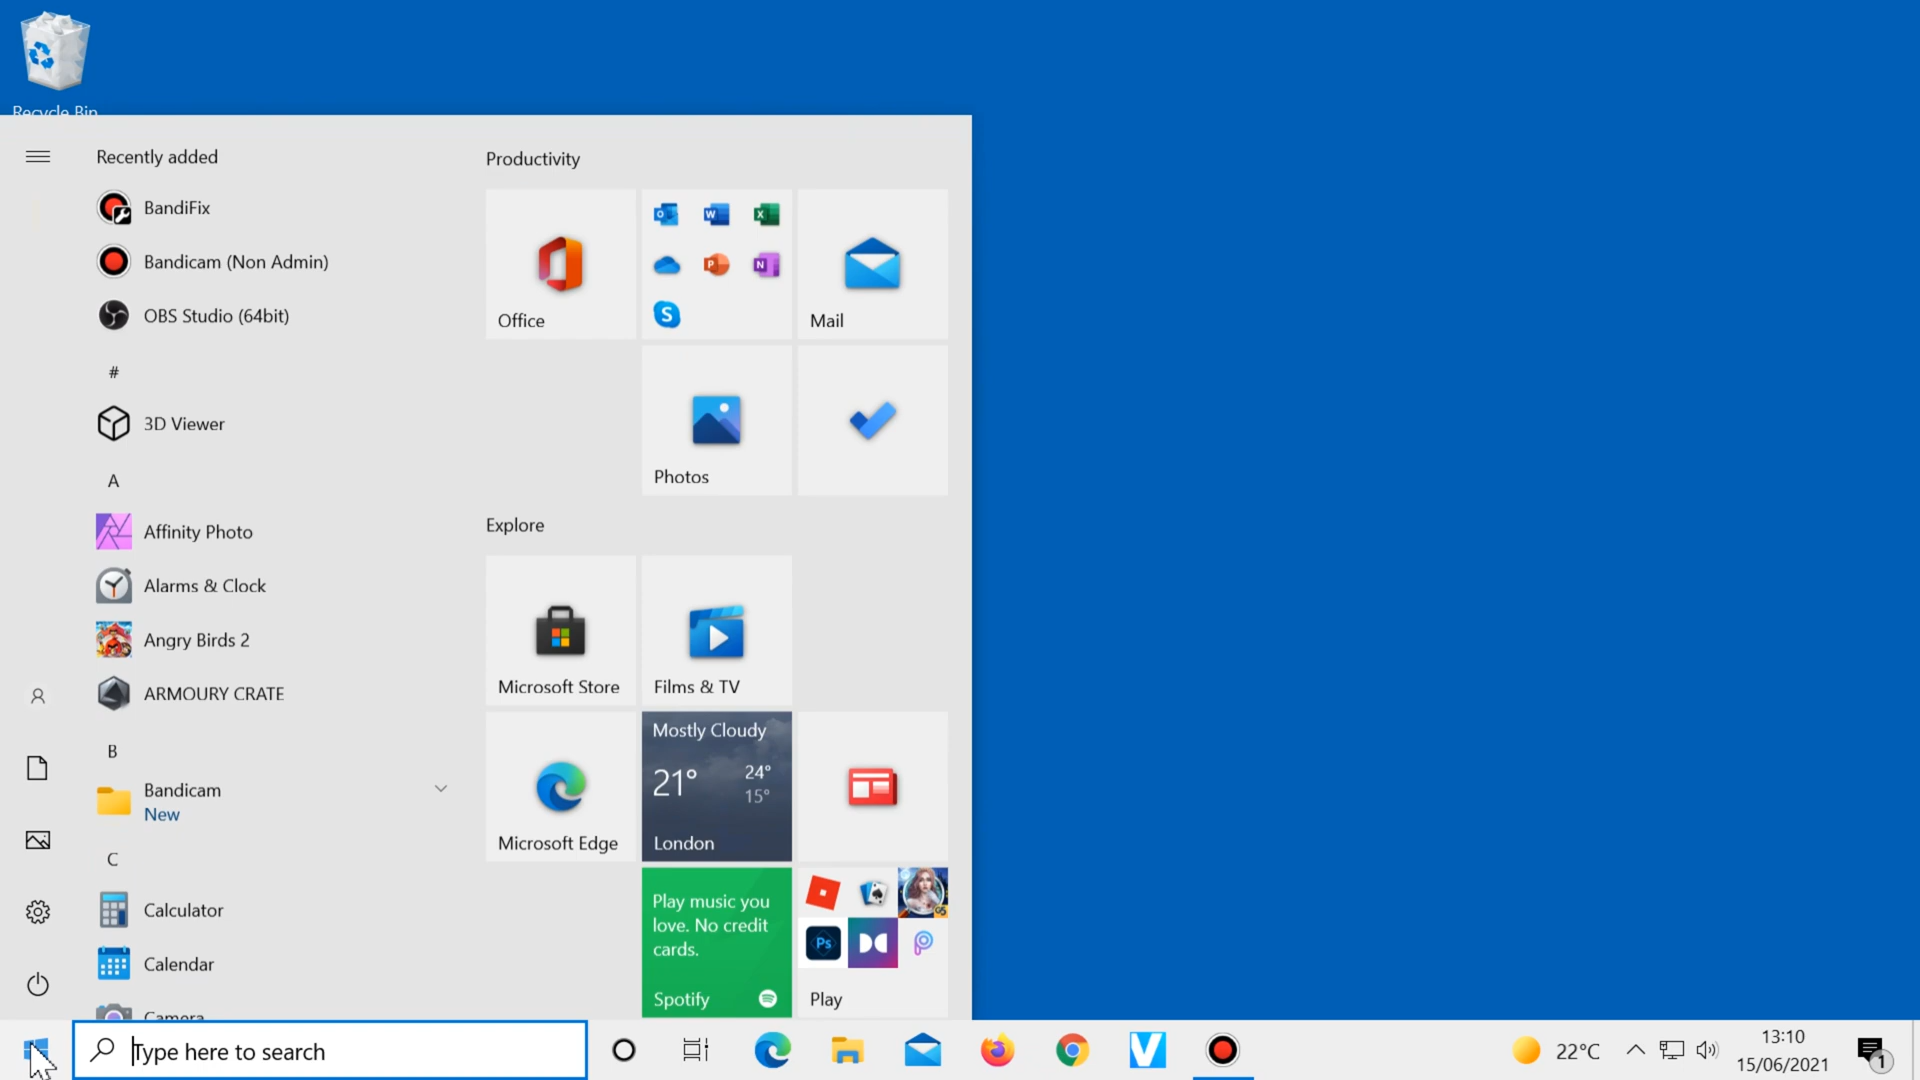 Recycle Bin
Recently added
BandiFix
Bandicam (Non Admin)
OBS Studio (64bit)
#
3D Viewer
A
Affinity Photo
Alarms & Clock
Angry Birds 2
ARMOURY CRATE
B
Bandicam
New
C
Calculator
Calendar
Camera
Productivity
Office
Mail
Photos
Explore
Microsoft Store
Films & TV
Microsoft Edge
Mostly Cloudy
21°
24°
15°
London
Play music you
love. No credit
cards.
Spotify
Ps
Play
Type here to search
22°C
13:10
15/06/2021
1